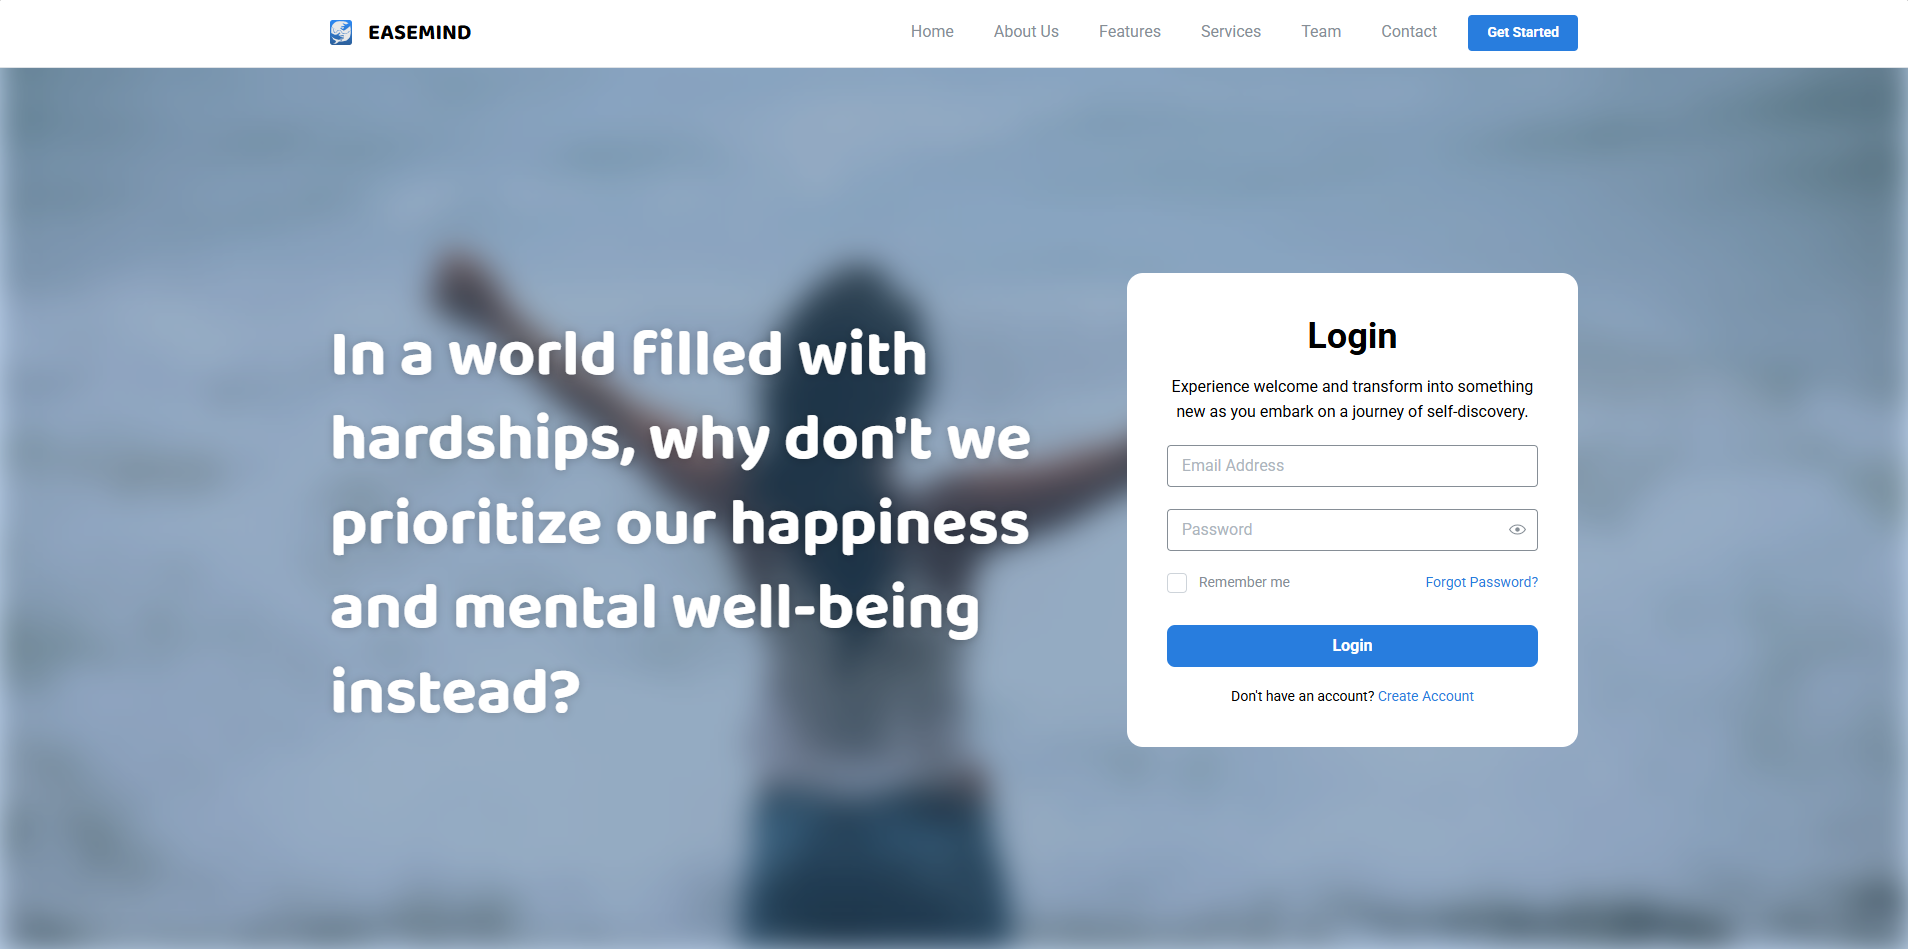 EASEMIND
Home
About Us
Features
Services
Team
Contact
Get Started
In a world filled with
hardships, why don't we
prioritize our happiness
and mental well-being
instead?
Login
Experience welcome and transform into something
new as you embark on a journey of self-discovery.
Email Address
Password
Remember me
Forgot Password?
Login
Don't have an account? Create Account